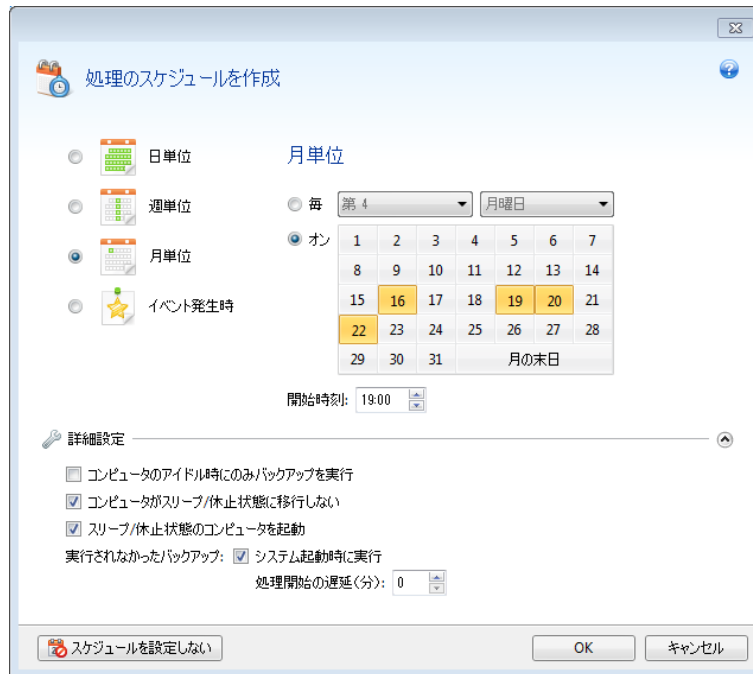 処理のスケジュールを作成
日単位
週単位
月単位
イベント発生時
月単位
毎 第 4 月曜日
オン
1 2 3 4 5 6 7
8 9 10 11 12 13 14
15 16 17 18 19 20 21
22 23 24 25 26 27 28
29 30 31 月の末日
開始時刻: 19:00
詳細設定
コンピュータのアイドル時にのみバックアップを実行
コンピュータがスリープ/休止状態に移行しない
スリープ/休止状態のコンピュータを起動
実行されなかったバックアップ: システム起動時に実行
処理開始の遅延(分): 0
スケジュールを設定しない OK キャンセル